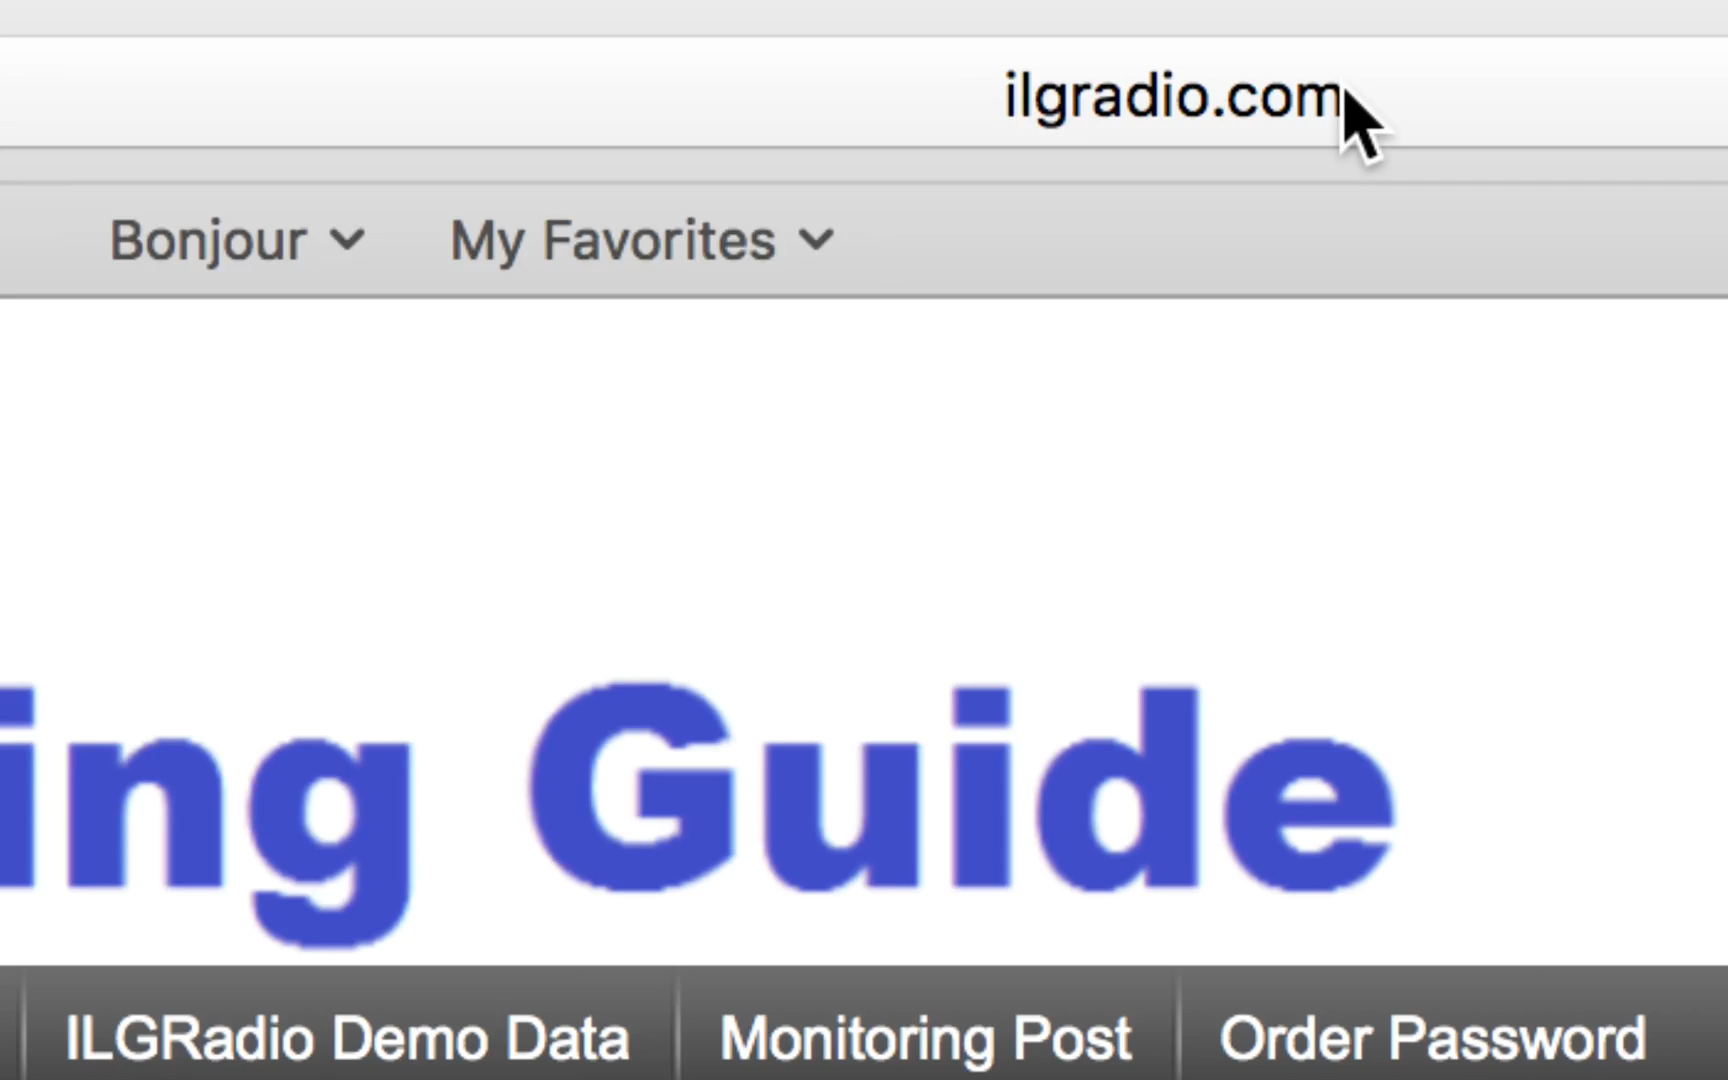 ilgradio.com
Bonjour My Favorites
ing Guide
ILGRadio Demo Data Monitoring Post Order Password